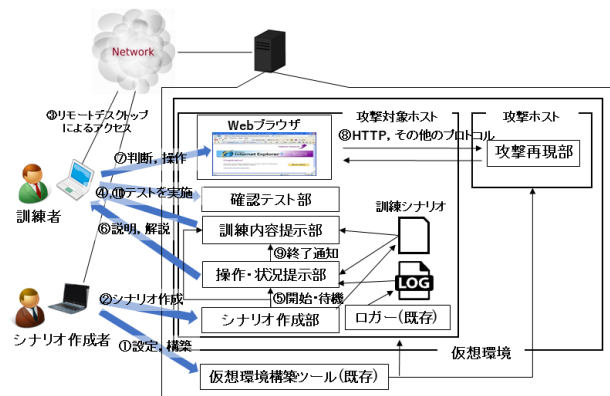 Network
③リモートデスクトップ
によるアクセス
Webブラウザ
攻撃対象ホスト
攻撃ホスト
⑧HTTP, その他のプロトコル
攻撃再現部
⑦判断, 操作
Internet Explorer
④,⑩テストを実施
確認テスト部
訓練シナリオ
訓練者
訓練内容提示部
⑥説明, 解説
⑨終了通知
操作・状況提示部
LOG
②シナリオ作成
⑤開始・待機
シナリオ作成部
ロガー(既存)
シナリオ作成者
①設定, 構築
仮想環境
仮想環境構築ツール(既存)